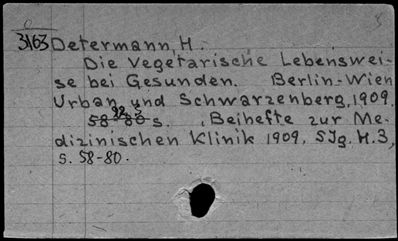 3163 Determann, H.
Die Vegetarische Lebenswei-
se bei Gesunden. Berlin-Wien
Urban und Schwarzenberg, 1909.
58-80 s. Beihefte zur Me-
dizinischen Klinik 1909, 5Jg. H.3,
s. 58-80.